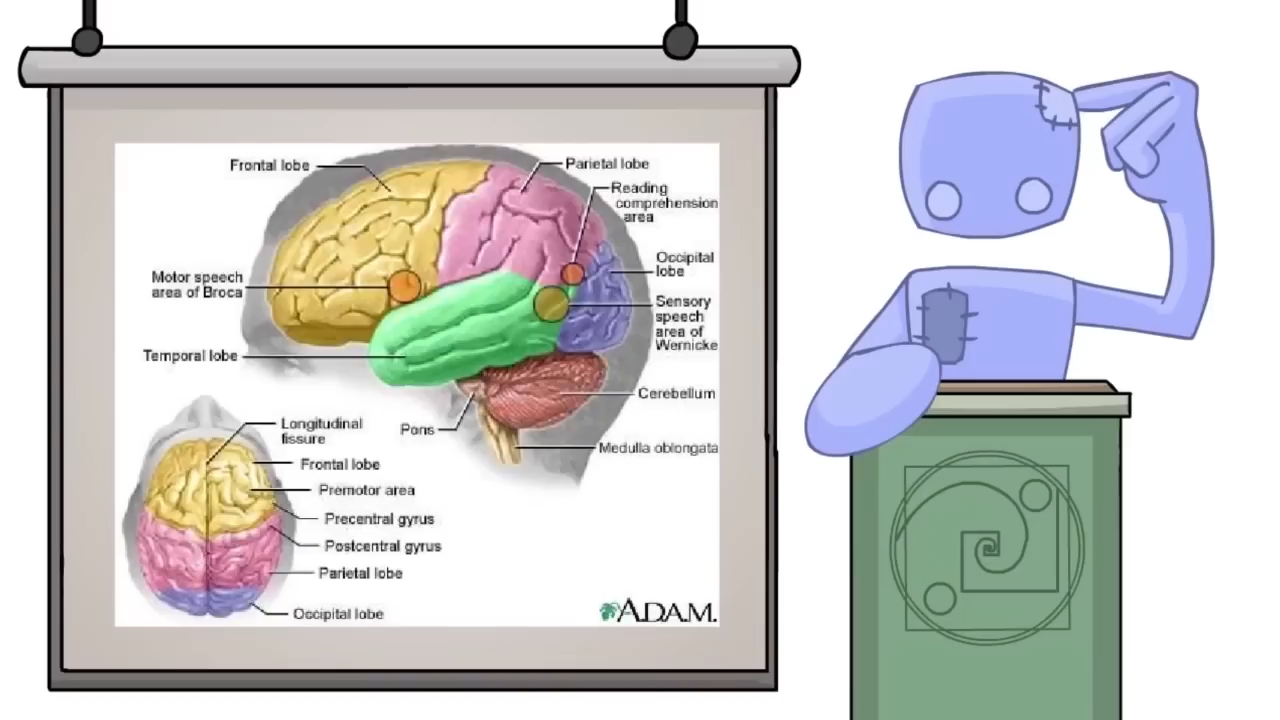 Frontal lobe
Parietal lobe
Reading
comprehension
area
Motor speech
area of Broca
Occipital
lobe
Sensory
speech
area of
Wernicke
Temporal lobe
Cerebellum
Pons
Medulla oblongata
Longitudinal
fissure
Frontal lobe
Premotor area
Precentral gyrus
Postcentral gyrus
Parietal lobe
Occipital lobe
A.D.A.M.